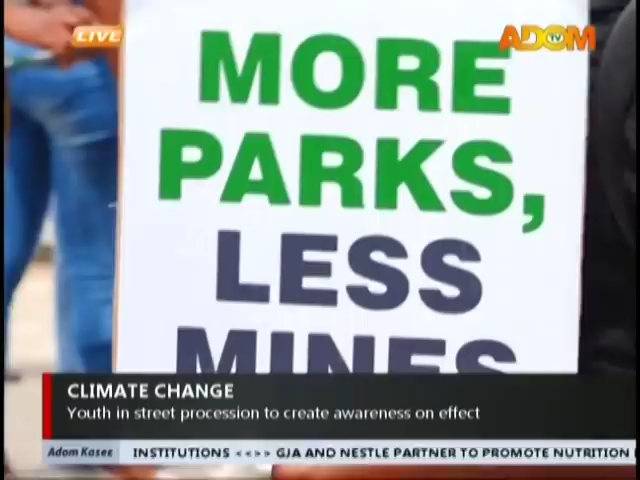 LIVE
ADOM TV
MORE
PARKS,
LESS
MINES
CLIMATE CHANGE
Youth in street procession to create awareness on effect
Adom Kasee
INSTITUTIONS <<>> GJA AND NESTLE PARTNER TO PROMOTE NUTRITION